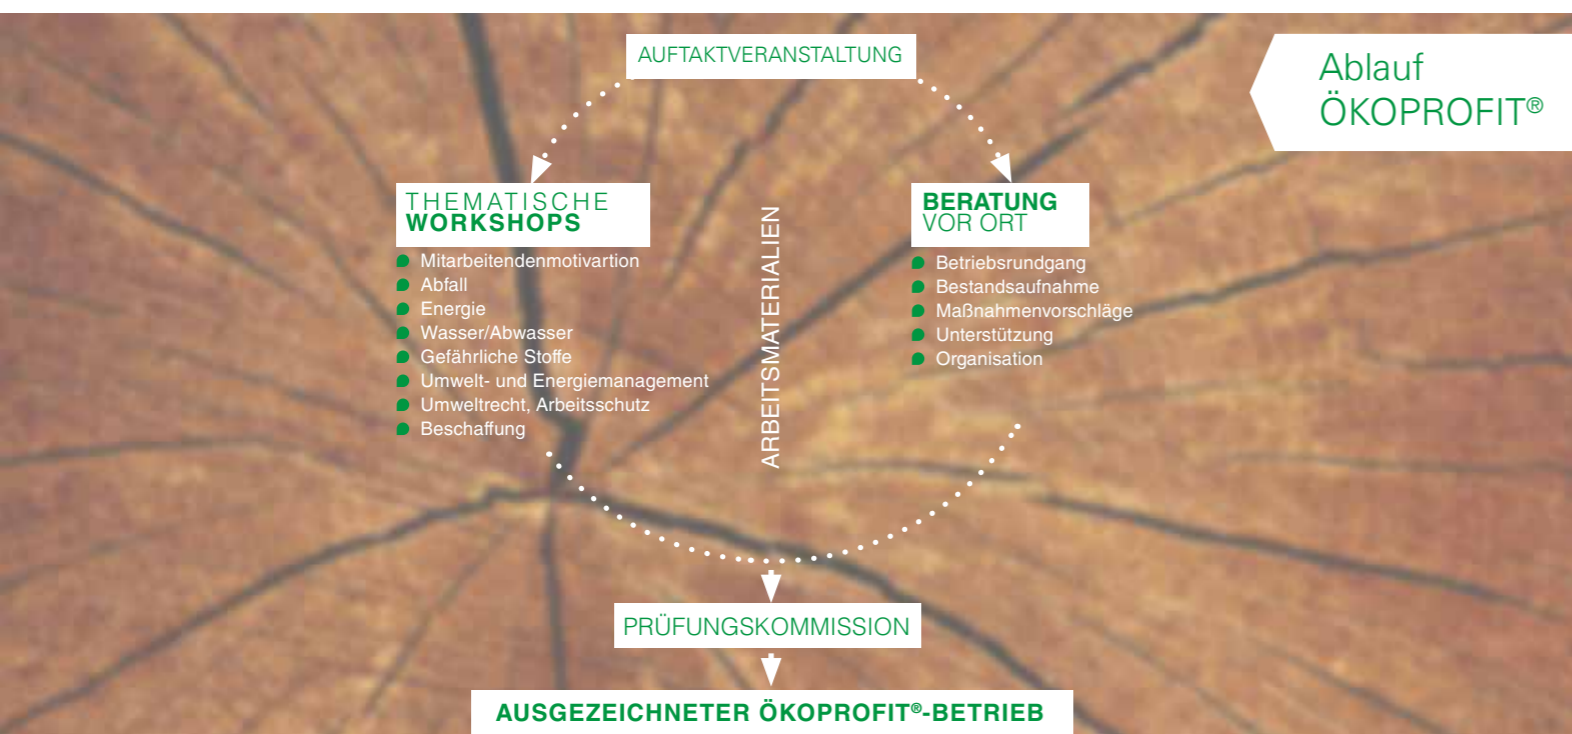 Ablauf
ÖKOPROFIT®
AUFTAKTVERANSTALTUNG
THEMATISCHE
WORKSHOPS
Mitarbeitendenmotivartion
Abfall
Energie
Wasser/Abwasser
Gefährliche Stoffe
Umwelt- und Energiemanagement
Umweltrecht, Arbeitsschutz
Beschaffung
ARBEITSMATERIALIEN
BERATUNG
VOR ORT
Betriebsrundgang
Bestandsaufnahme
Maßnahmenvorschläge
Unterstützung
Organisation
PRÜFUNGSKOMMISSION
AUSGEZEICHNETER ÖKOPROFIT®-BETRIEB